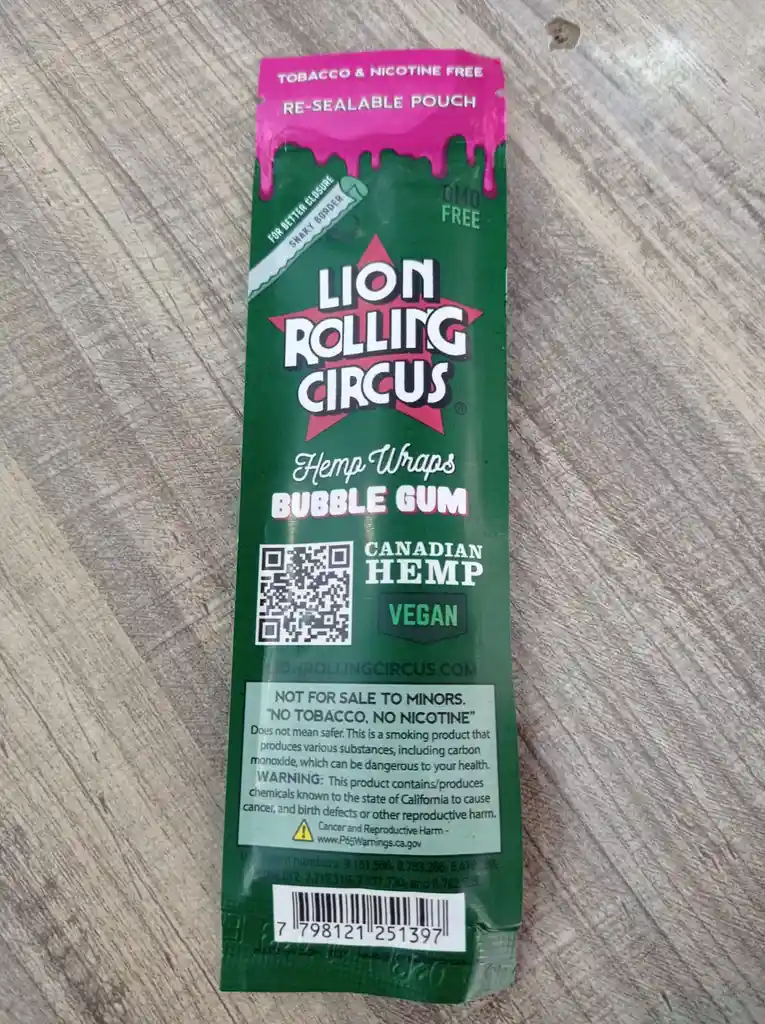 TOBACCO & NICOTINE FREE
RE-SEALABLE POUCH
FOR BETTER CLOSURE
SNAKY BORDER
GMO
FREE
LION
ROLLING
CIRCUS
®
Hemp Wraps
BUBBLE GUM
CANADIAN
HEMP
VEGAN
NOT FOR SALE TO MINORS.
"NO TOBACCO, NO NICOTINE"
Does not mean safer. This is a smoking product that
produces various substances, including carbon
monoxide, which can be dangerous to your health.
WARNING: This product contains/produces
chemicals known to the state of California to cause
cancer, and birth defects or other reproductive harm.
Cancer and Reproductive Harm -
www.P65Warnings.ca.gov
7 798121 251397